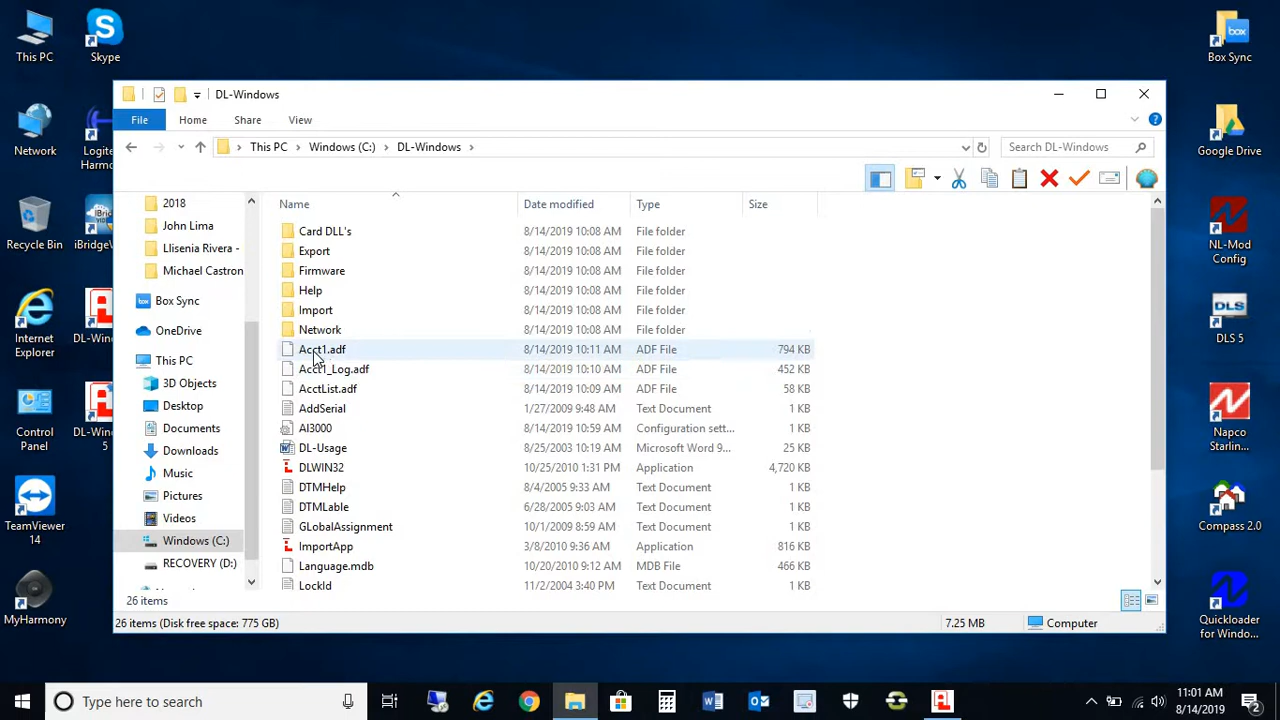 This PC
Skype
Box Sync
Network
Logite
Harmo
Google Drive
Recycle Bin
iBridgeW
NL-Mod
Config
Internet
Explorer
DL-Win
DLS 5
Control
Panel
DL-Win
5
Napco
Starlin...
TeamViewer
14
Compass 2.0
MyHarmony
Quickloader
for Windo...
DL-Windows
File Home Share View
This PC > Windows (C:) > DL-Windows >
Search DL-Windows
2018
John Lima
Llisenia Rivera -
Michael Castron
Box Sync
OneDrive
This PC
3D Objects
Desktop
Documents
Downloads
Music
Pictures
Videos
Windows (C:)
RECOVERY (D:)
Name Date modified Type Size
Card DLL's 8/14/2019 10:08 AM File folder
Export 8/14/2019 10:08 AM File folder
Firmware 8/14/2019 10:08 AM File folder
Help 8/14/2019 10:08 AM File folder
Import 8/14/2019 10:08 AM File folder
Network 8/14/2019 10:08 AM File folder
Acct1.adf 8/14/2019 10:11 AM ADF File 794 KB
Acct1_Log.adf 8/14/2019 10:10 AM ADF File 452 KB
AcctList.adf 8/14/2019 10:09 AM ADF File 58 KB
AddSerial 1/27/2009 9:48 AM Text Document 1 KB
AI3000 8/14/2019 10:59 AM Configuration sett... 1 KB
DL-Usage 8/25/2003 10:19 AM Microsoft Word 9... 25 KB
DLWIN32 10/25/2010 1:31 PM Application 4,720 KB
DTMHelp 8/4/2005 9:33 AM Text Document 1 KB
DTMLable 6/28/2005 9:03 AM Text Document 1 KB
GLobalAssignment 10/1/2009 8:59 AM Text Document 1 KB
ImportApp 3/8/2010 9:36 AM Application 816 KB
Language.mdb 10/20/2010 9:12 AM MDB File 466 KB
LockId 11/2/2004 3:40 PM Text Document 1 KB
26 items
26 items (Disk free space: 775 GB) 7.25 MB Computer
Type here to search
11:01 AM
8/14/2019
2